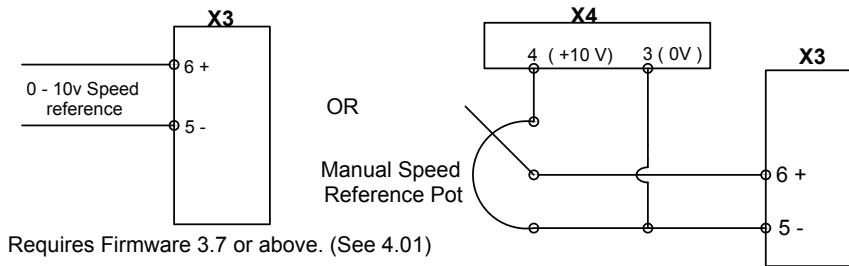 X3
6 +
0 - 10v Speed
reference
5 -
OR
X4
4 ( +10 V) 3 ( 0V )
X3
Manual Speed
Reference Pot
6 +
5 -
Requires Firmware 3.7 or above. (See 4.01)